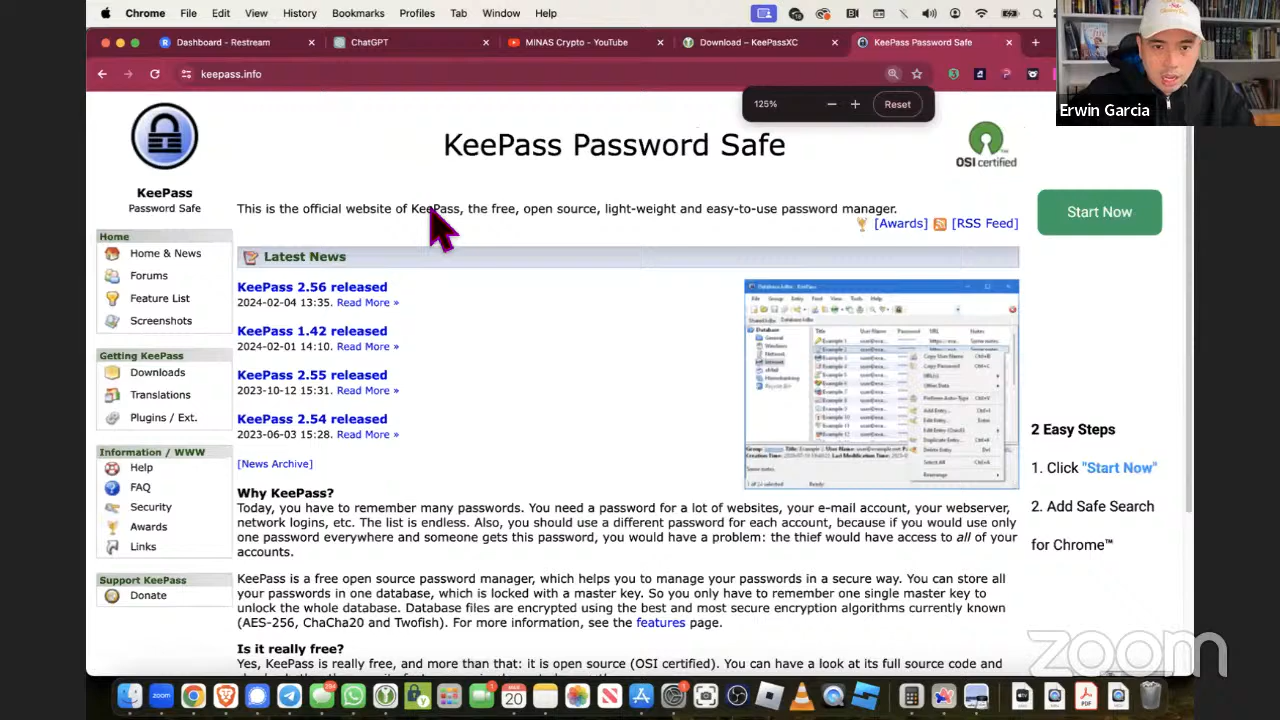 Chrome File Edit View History Bookmarks Profiles Tab Window Help
Dashboard - Restream
ChatGPT
MINAS Crypto - YouTube
Download – KeePassXC
KeePass Password Safe
keepass.info
125%
Reset
Erwin Garcia
KeePass Password Safe
OSI certified
KeePass
Password Safe
This is the official website of KeePass, the free, open source, light-weight and easy-to-use password manager.
[Awards] [RSS Feed]
Start Now
Home
Home & News
Forums
Feature List
Screenshots
Getting KeePass
Downloads
Translations
Plugins / Ext.
Information / WWW
Help
FAQ
Security
Awards
Links
Support KeePass
Donate
Latest News
KeePass 2.56 released
2024-02-04 13:35. Read More »
KeePass 1.42 released
2024-02-01 14:10. Read More »
KeePass 2.55 released
2023-10-12 15:31. Read More »
KeePass 2.54 released
2023-06-03 15:28. Read More »
[News Archive]
Why KeePass?
Today, you have to remember many passwords. You need a password for a lot of websites, your e-mail account, your webserver,
network logins, etc. The list is endless. Also, you should use a different password for each account, because if you would use only
one password everywhere and someone gets this password, you would have a problem: the thief would have access to all of your
accounts.
KeePass is a free open source password manager, which helps you to manage your passwords in a secure way. You can store all
your passwords in one database, which is locked with a master key. So you only have to remember one single master key to
unlock the whole database. Database files are encrypted using the best and most secure encryption algorithms currently known
(AES-256, ChaCha20 and Twofish). For more information, see the features page.
Is it really free?
Yes, KeePass is really free, and more than that: it is open source (OSI certified). You can have a look at its full source code and
2 Easy Steps
1. Click "Start Now"
2. Add Safe Search
for Chrome™
zoom
zoom
MAR
20
PDF